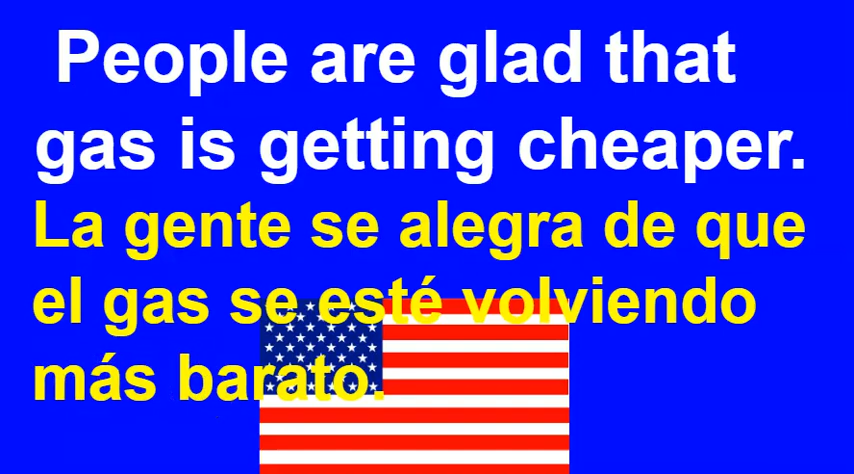 People are glad that
gas is getting cheaper.
La gente se alegra de que
el gas se esté volviendo
más barato.